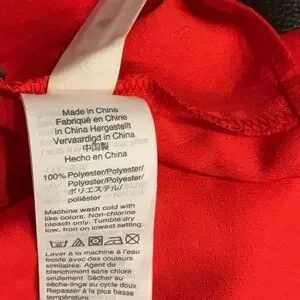 Made in China
Fabriqué en Chine
in China Hergestellt
Vervaardigd in China
中国製
Hecho en China
100% Polyester/Polyester/
Polyester/Polyester/
ポリエステル/
poliéster
Machine wash cold with
like colors. Non-chlorine
bleach only. Tumble dry
low. Iron on lowest setting.
Laver à la machine à l'eau
froide avec des couleurs
similaires. Agent de
blanchiment sans chlore
seulement. Sécher au
sèche-linge au cycle doux.
Repasser à la plus basse
température.